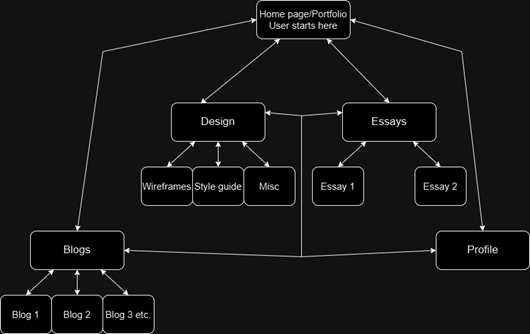 Home page/Portfolio
User starts here
Design
Essays
Wireframes
Style guide
Misc
Essay 1
Essay 2
Blogs
Profile
Blog 1
Blog 2
Blog 3 etc.